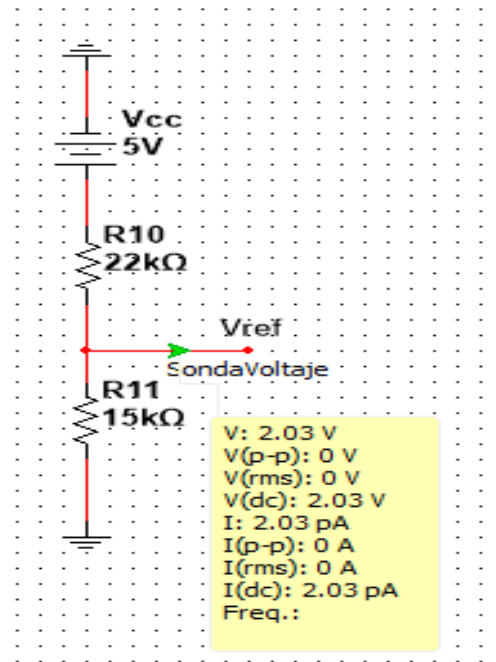 Vcc
5V
R10
22kΩ
Vref
SondaVoltaje
R11
15kΩ
V: 2.03 V
V(p-p): 0 V
V(rms): 0 V
V(dc): 2.03 V
I: 2.03 pA
I(p-p): 0 A
I(rms): 0 A
I(dc): 2.03 pA
Freq.: